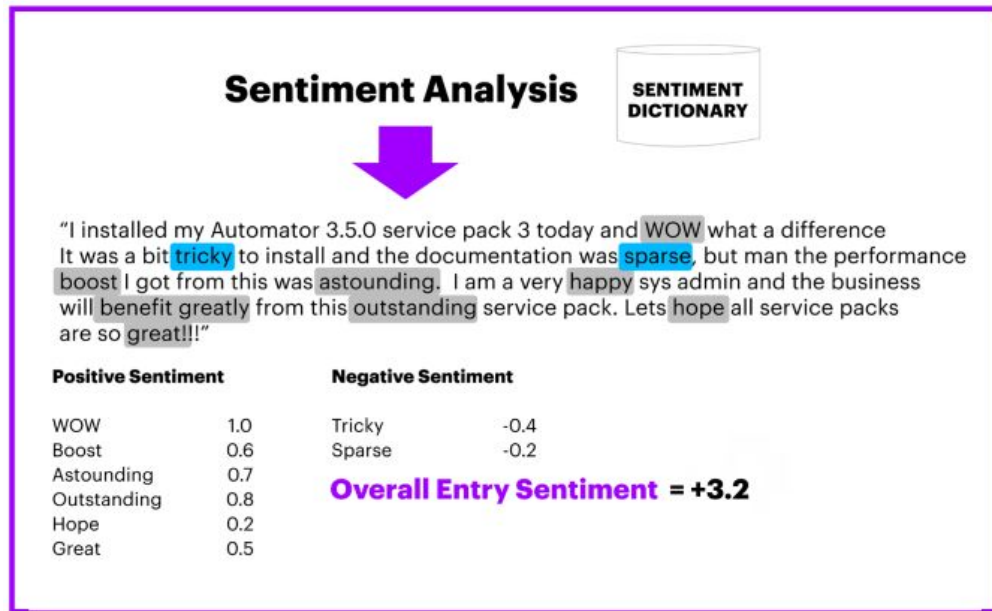 Sentiment Analysis
SENTIMENT
DICTIONARY
“I installed my Automator 3.5.0 service pack 3 today and WOW what a difference
It was a bit tricky to install and the documentation was sparse, but man the performance
boost I got from this was astounding. I am a very happy sys admin and the business
will benefit greatly from this outstanding service pack. Lets hope all service packs
are so great!!!”
Positive Sentiment
WOW 1.0
Boost 0.6
Astounding 0.7
Outstanding 0.8
Hope 0.2
Great 0.5
Negative Sentiment
Tricky -0.4
Sparse -0.2
Overall Entry Sentiment = +3.2